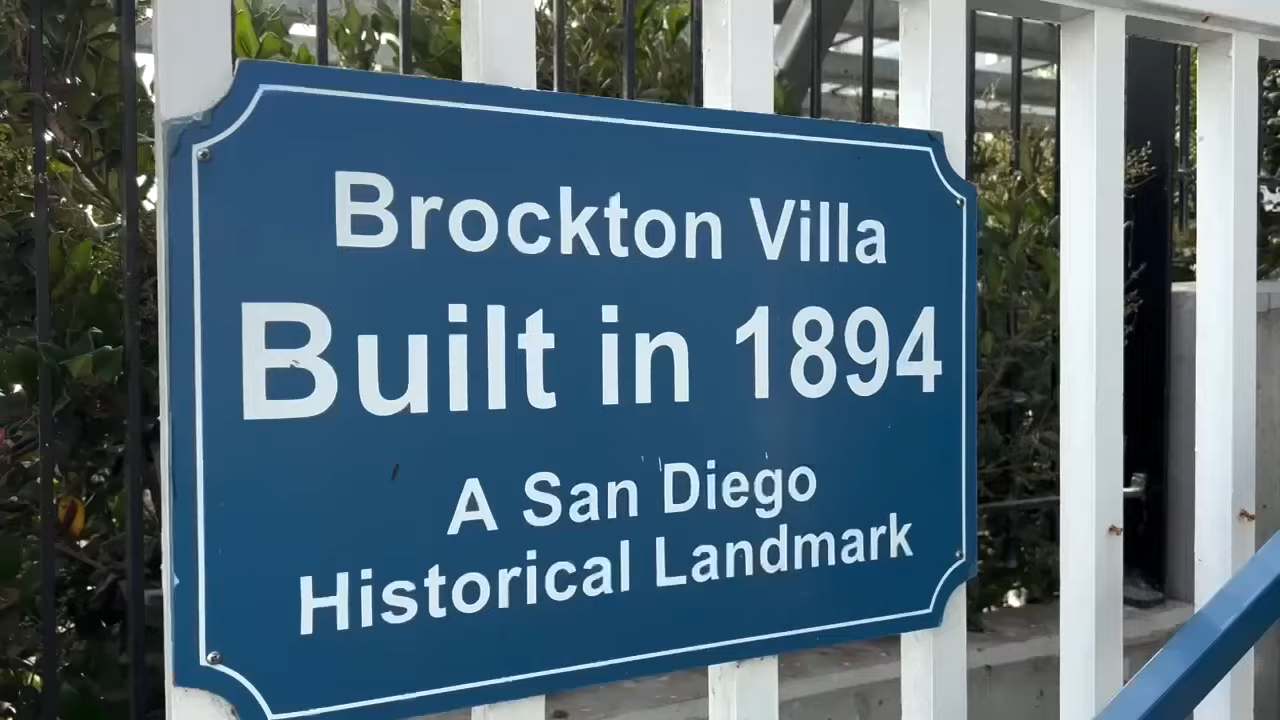 Brockton Villa
Built in 1894
A San Diego
Historical Landmark